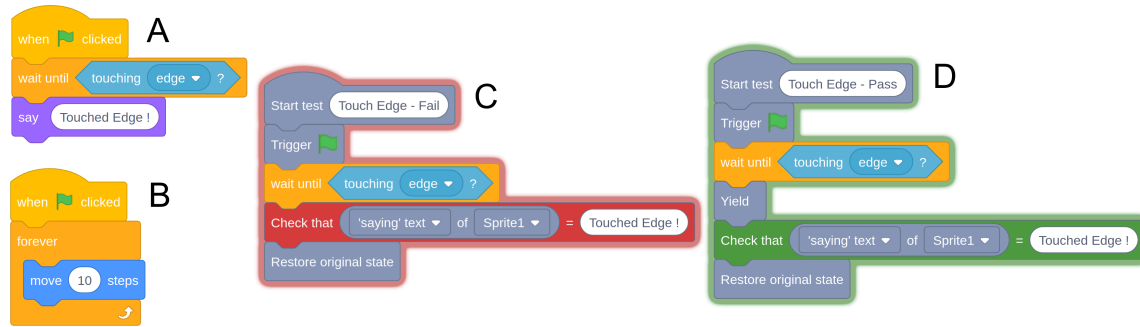 A
when clicked
wait until touching edge ?
say Touched Edge !
B
when clicked
forever
move 10 steps
C
Start test Touch Edge - Fail
Trigger
wait until touching edge ?
Check that 'saying' text of Sprite1 = Touched Edge !
Restore original state
D
Start test Touch Edge - Pass
Trigger
wait until touching edge ?
Yield
Check that 'saying' text of Sprite1 = Touched Edge !
Restore original state